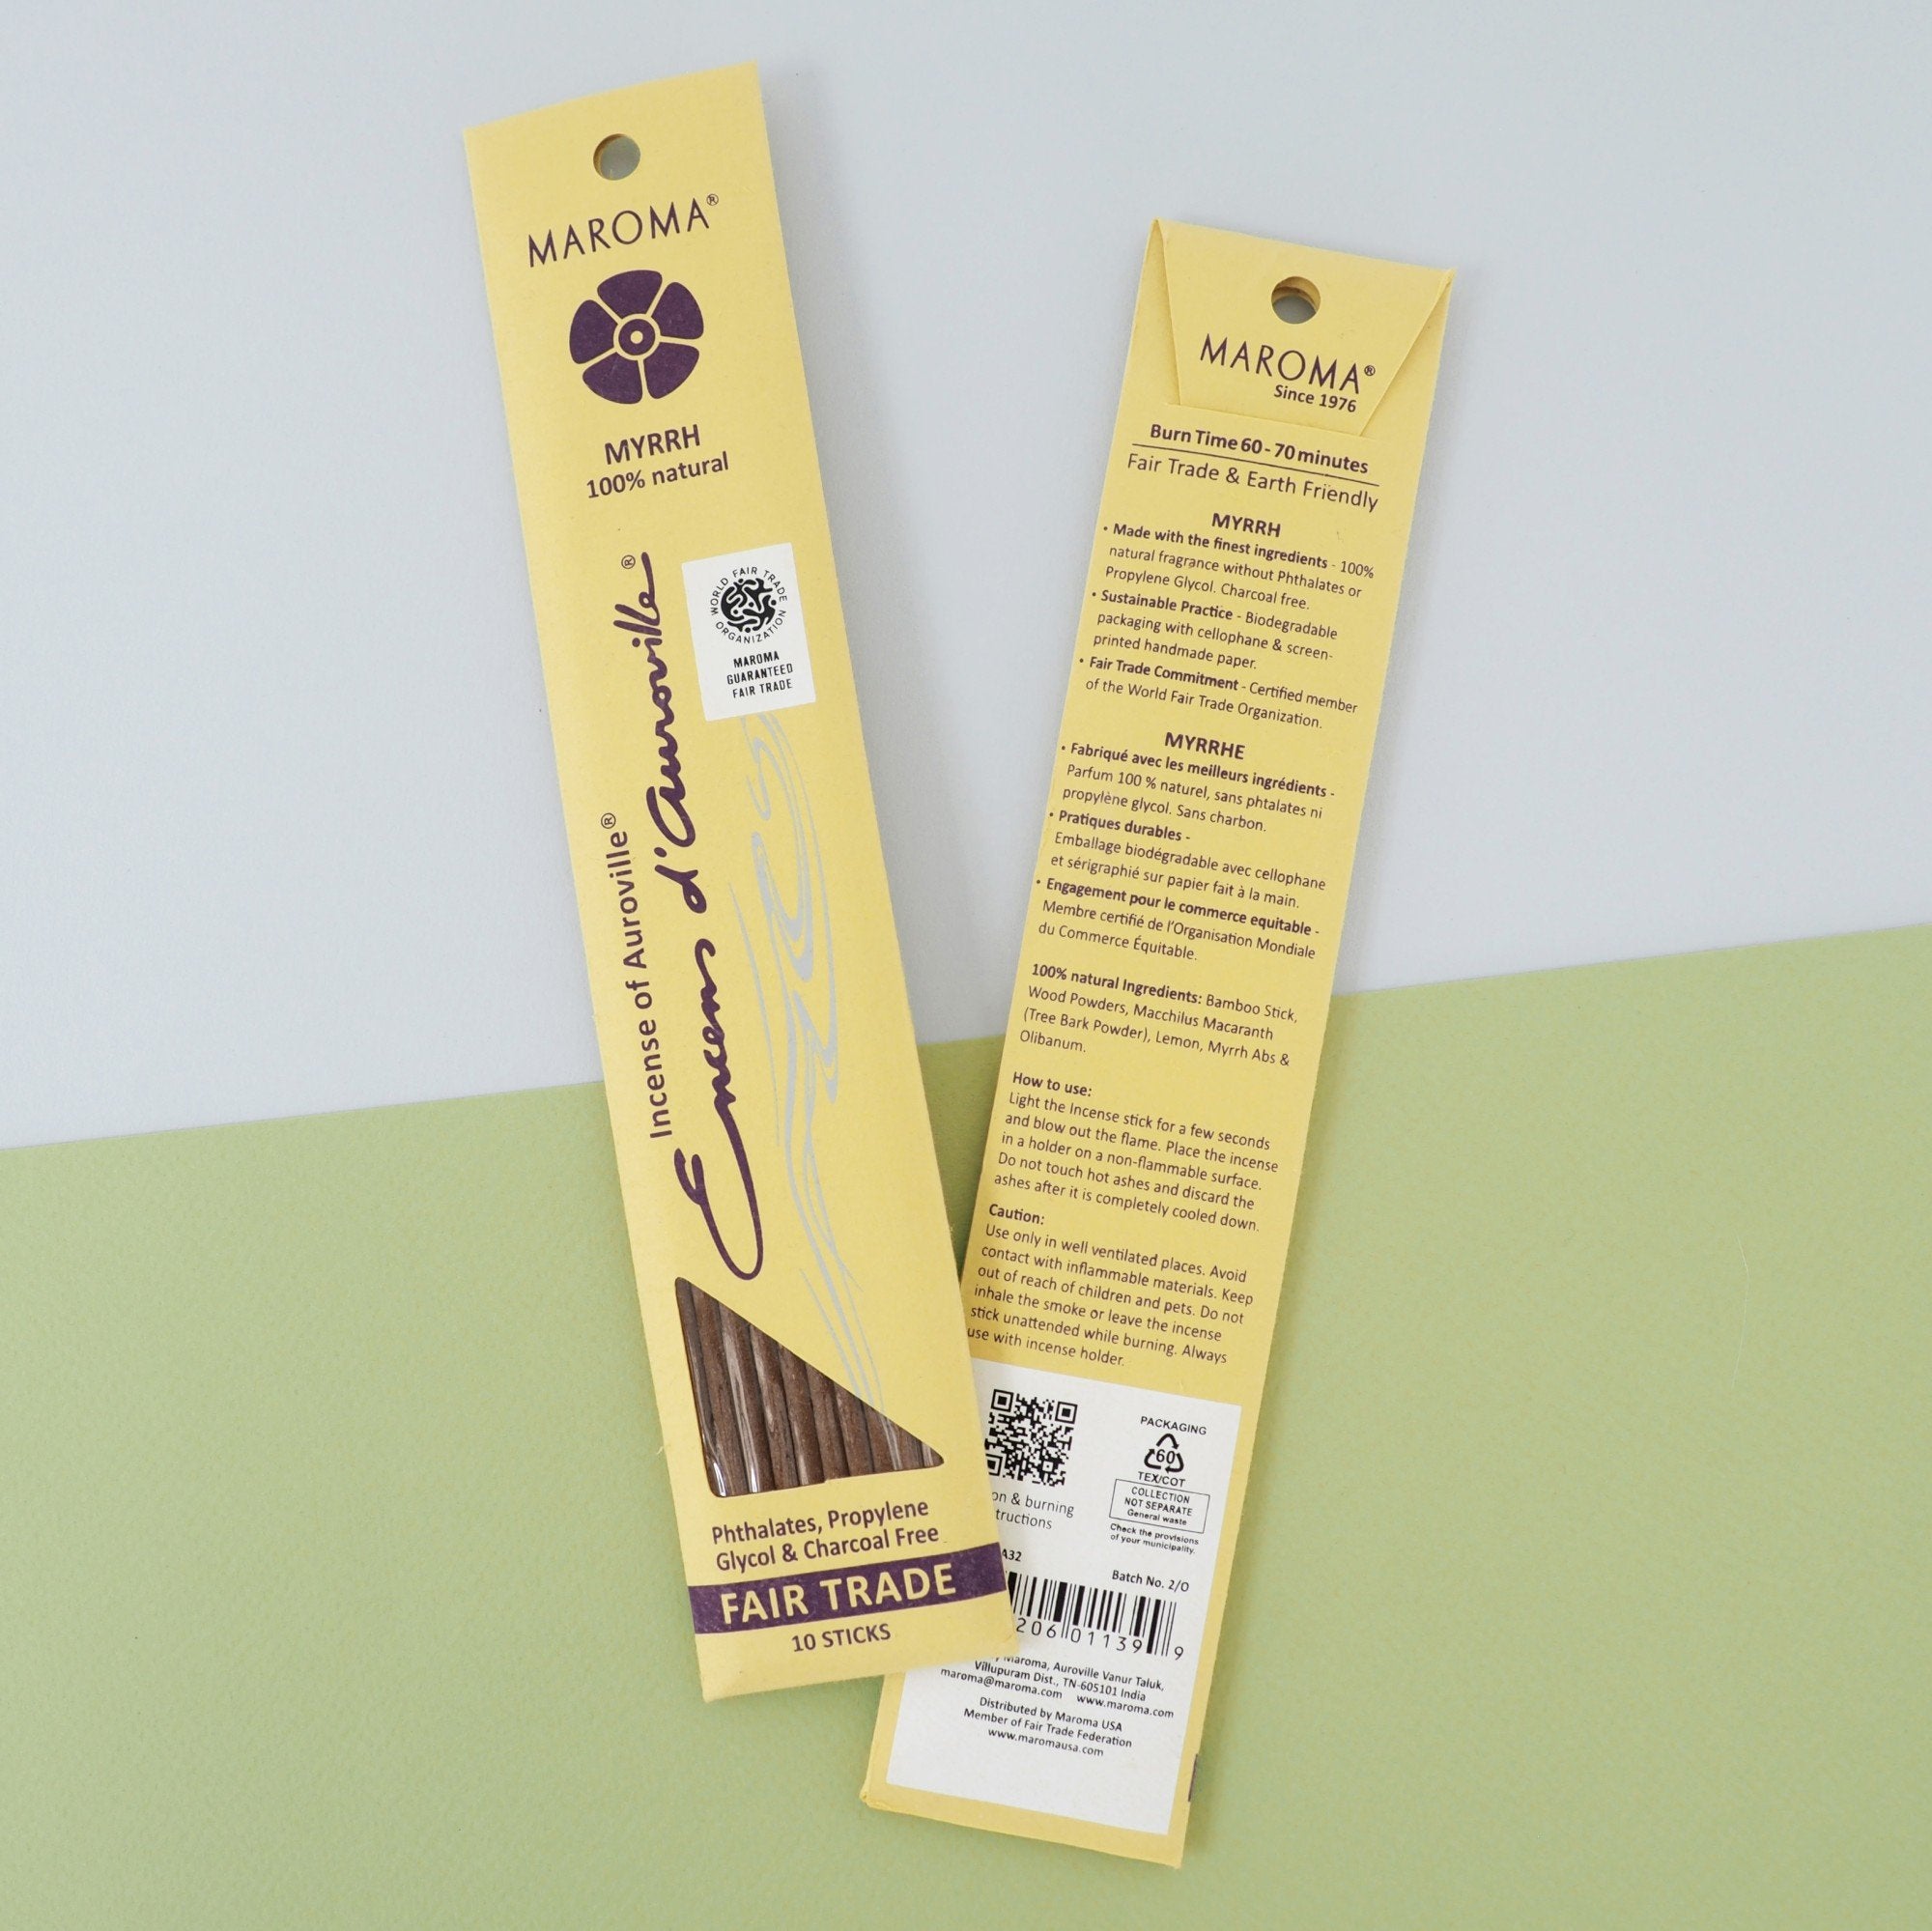 MAROMA®
MYRRH
100% natural
Incense of Auroville®
Encens d'Auroville®
WORLD FAIR TRADE ORGANIZATION
MAROMA
GUARANTEED
FAIR TRADE
Phthalates, Propylene
Glycol & Charcoal Free
FAIR TRADE
10 STICKS
MAROMA®
Since 1976
Burn Time 60 - 70 minutes
Fair Trade & Earth Friendly
MYRRH
• Made with the finest ingredients - 100%
natural fragrance without Phthalates or
Propylene Glycol. Charcoal free.
• Sustainable Practice - Biodegradable
packaging with cellophane & screen-
printed handmade paper.
• Fair Trade Commitment - Certified member
of the World Fair Trade Organization.
MYRRHE
• Fabriqué avec les meilleurs ingrédients -
Parfum 100 % naturel, sans phtalates ni
propylène glycol. Sans charbon.
• Pratiques durables -
Emballage biodégradable avec cellophane
et sérigraphié sur papier fait à la main.
• Engagement pour le commerce equitable -
Membre certifié de l'Organisation Mondiale
du Commerce Équitable.
100% natural Ingredients: Bamboo Stick,
Wood Powders, Macchilus Macaranth
(Tree Bark Powder), Lemon, Myrrh Abs &
Olibanum.
How to use:
Light the Incense stick for a few seconds
and blow out the flame. Place the incense
in a holder on a non-flammable surface.
Do not touch hot ashes and discard the
ashes after it is completely cooled down.
Caution:
Use only in well ventilated places. Avoid
contact with inflammable materials. Keep
out of reach of children and pets. Do not
inhale the smoke or leave the incense
stick unattended while burning. Always
use with incense holder.
PACKAGING
60
TEX/COT
COLLECTION
NOT SEPARATE
General waste
Check the provisions
of your municipality.
on & burning
tructions
A32
Batch No. 2/O
206 01139 9
y Maroma, Auroville Vanur Taluk,
Villupuram Dist., TN-605101 India
maroma@maroma.com www.maroma.com
Distributed by Maroma USA
Member of Fair Trade Federation
www.maromausa.com